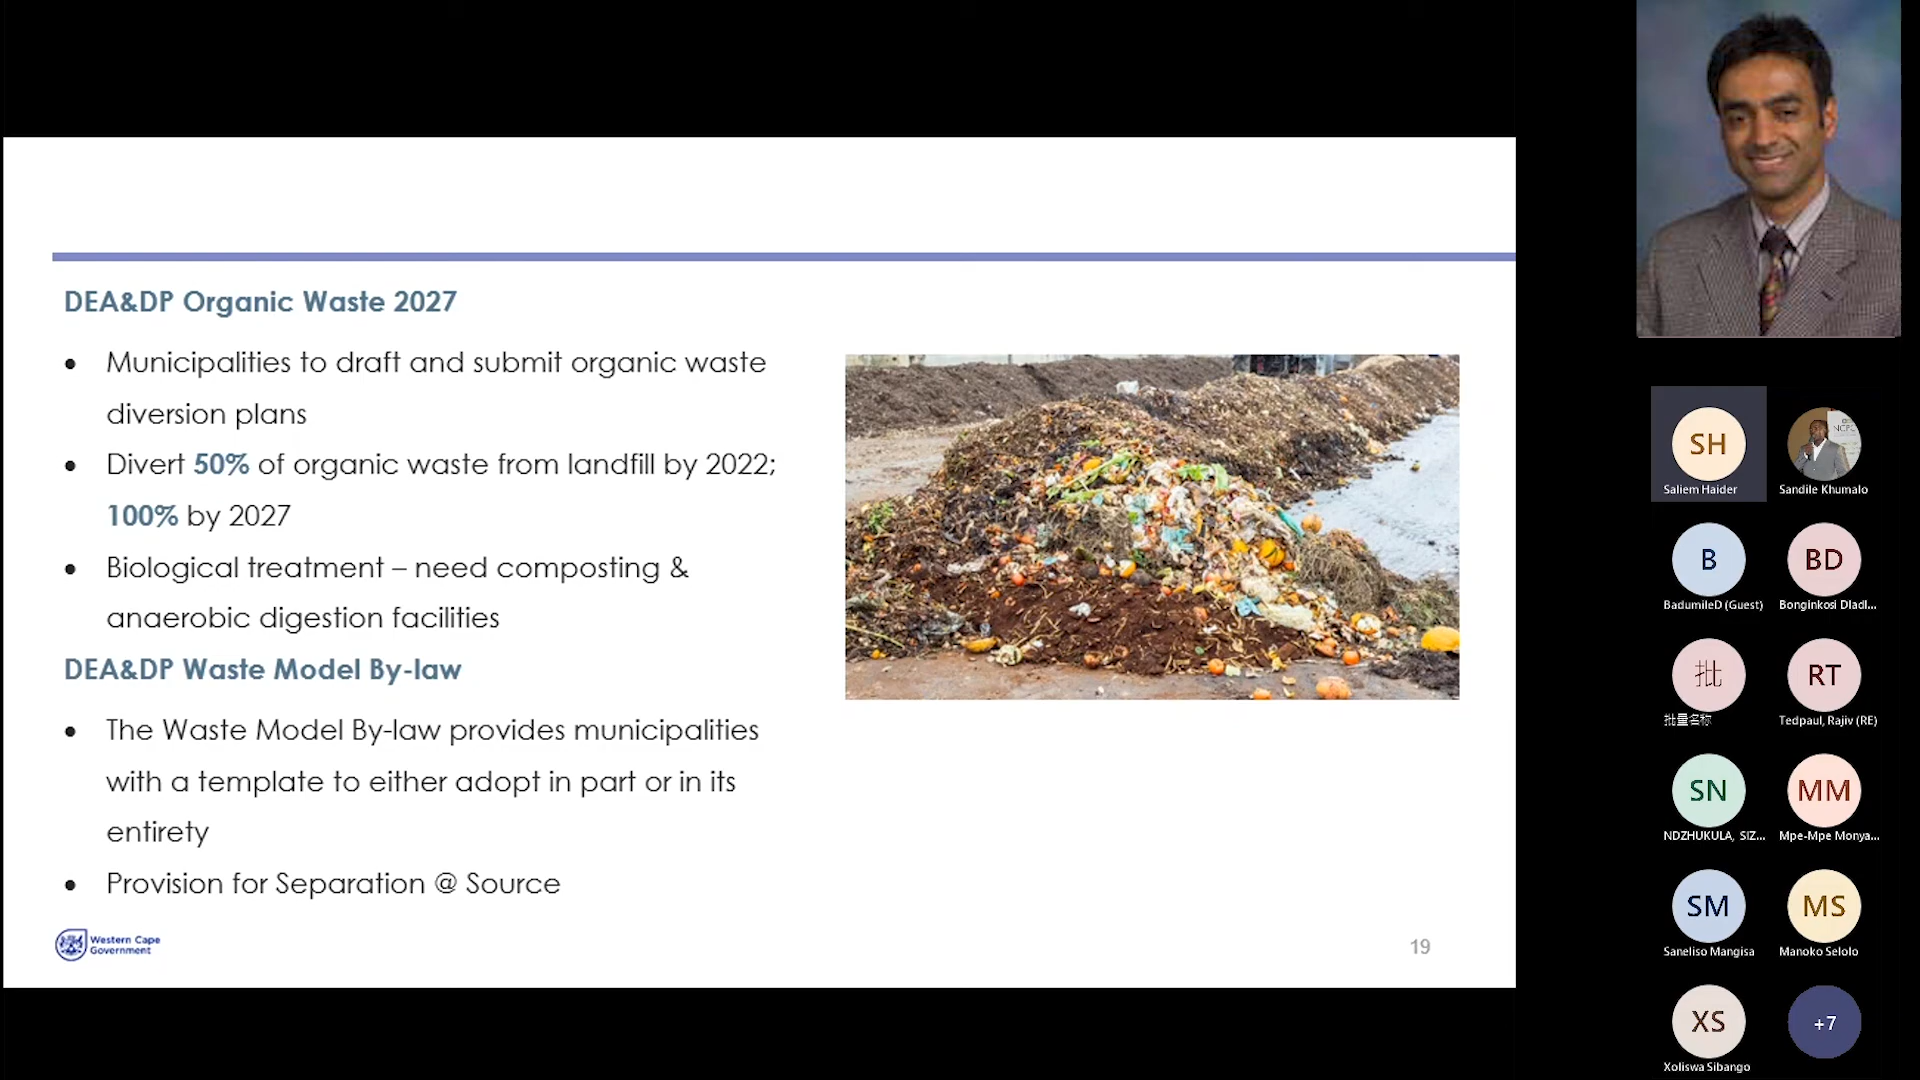 DEA&DP Organic Waste 2027
• Municipalities to draft and submit organic waste
diversion plans
• Divert 50% of organic waste from landfill by 2022;
100% by 2027
• Biological treatment – need composting &
anaerobic digestion facilities
DEA&DP Waste Model By-law
• The Waste Model By-law provides municipalities
with a template to either adopt in part or in its
entirety
• Provision for Separation @ Source
Western Cape
Government
19
SH
Saliem Haider
NCPC
Sandile Khumalo
B
BadumileD (Guest)
BD
Bonginkosi Dladl...
批
批量名称
RT
Tedpaul, Rajiv (RE)
SN
NDZHUKULA, SIZ...
MM
Mpe-Mpe Monya...
SM
Saneliso Mangisa
MS
Manoko Selolo
XS
Xoliswa Sibango
+7